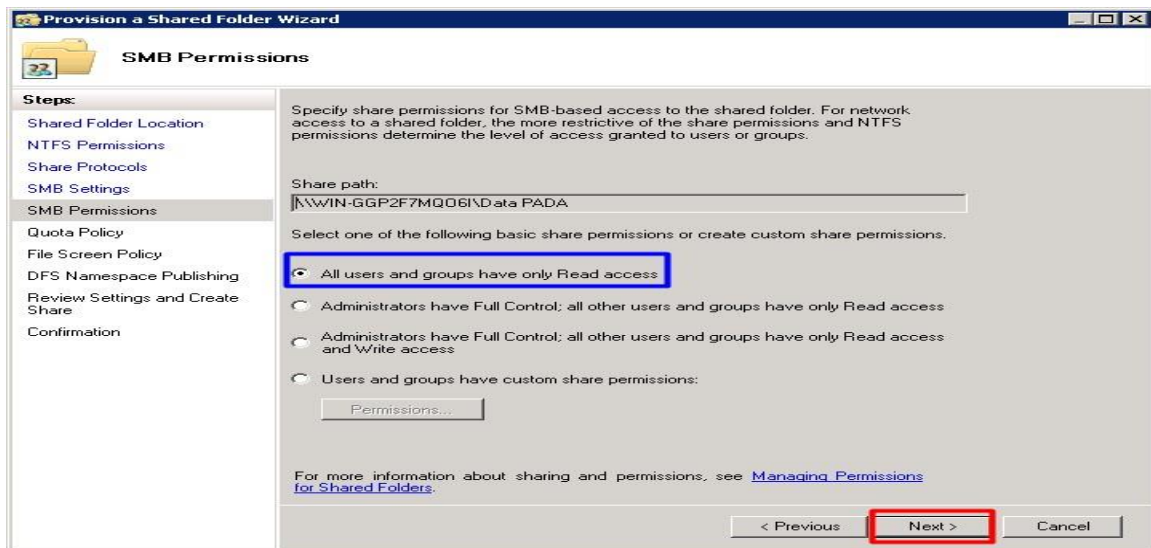 Provision a Shared Folder Wizard
SMB Permissions
Steps:
Shared Folder Location
NTFS Permissions
Share Protocols
SMB Settings
SMB Permissions
Quota Policy
File Screen Policy
DFS Namespace Publishing
Review Settings and Create
Share
Confirmation
Specify share permissions for SMB-based access to the shared folder. For network
access to a shared folder, the more restrictive of the share permissions and NTFS
permissions determine the level of access granted to users or groups.
Share path:
\\WIN-GGP2F7MQO6I\Data PADA
Select one of the following basic share permissions or create custom share permissions.
All users and groups have only Read access
Administrators have Full Control; all other users and groups have only Read access
Administrators have Full Control; all other users and groups have only Read access
and Write access
Users and groups have custom share permissions:
Permissions...
For more information about sharing and permissions, see Managing Permissions
for Shared Folders.
< Previous
Next >
Cancel